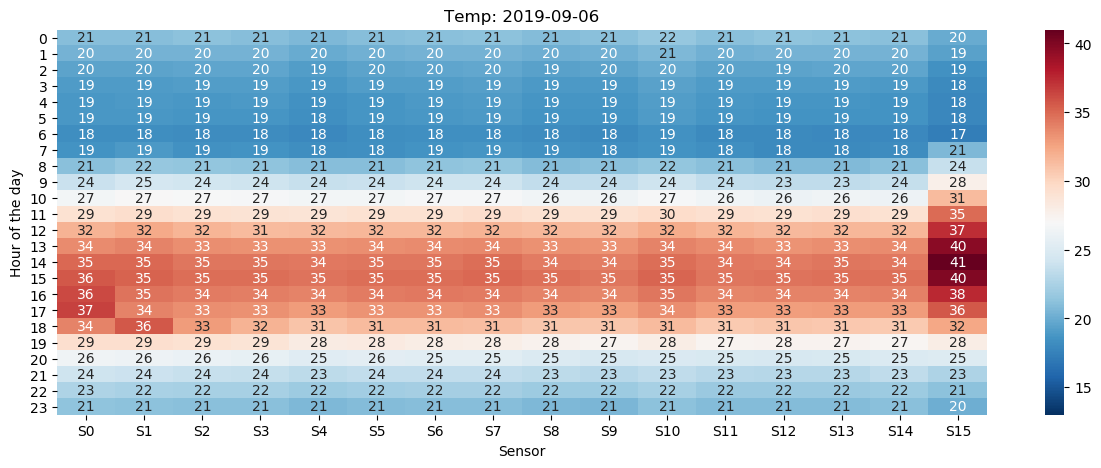 Temp: 2019-09-06
0 21 21 21 21 21 21 21 21 21 21 22 21 21 21 21 20
1 20 20 20 20 20 20 20 20 20 20 21 20 20 20 20 19
2 20 20 20 20 19 20 20 20 19 20 20 20 19 20 20 19
3 19 19 19 19 19 19 19 19 19 19 19 19 19 19 19 18
4 19 19 19 19 19 19 19 19 19 19 19 19 19 19 19 18
5 19 19 19 19 18 19 19 19 19 19 19 19 19 19 19 18
6 18 18 18 18 18 18 18 18 18 18 18 18 18 18 18 17
7 19 19 19 19 18 18 19 19 19 18 19 18 18 18 18 21
8 21 22 21 21 21 21 21 21 21 21 22 21 21 21 21 24
9 24 25 24 24 24 24 24 24 24 24 24 24 23 23 24 28
10 27 27 27 27 27 27 27 27 26 26 27 26 26 26 26 31
11 29 29 29 29 29 29 29 29 29 29 30 29 29 29 29 35
12 32 32 32 31 32 32 32 32 32 32 32 32 32 32 32 37
13 34 34 33 33 33 34 34 34 33 33 34 34 33 33 34 40
14 35 35 35 35 34 35 35 35 34 34 35 34 34 35 34 41
15 36 35 35 35 35 35 35 35 35 35 35 35 34 35 35 40
16 36 35 34 34 34 34 34 34 34 34 35 34 34 34 34 38
17 37 34 33 33 33 33 33 33 33 33 34 33 33 33 33 36
18 34 36 33 32 31 31 31 31 31 31 31 31 31 31 31 32
19 29 29 29 29 28 28 28 28 28 27 28 27 28 27 27 28
20 26 26 26 26 25 26 25 25 25 25 25 25 25 25 25 25
21 24 24 24 24 23 24 24 24 23 23 24 23 23 24 23 23
22 23 22 22 22 22 22 22 22 22 22 22 22 22 22 22 21
23 21 21 21 21 21 21 21 21 21 21 21 21 21 21 21 20
S0 S1 S2 S3 S4 S5 S6 S7 S8 S9 S10 S11 S12 S13 S14 S15
Sensor
Hour of the day
40
35
30
25
20
15